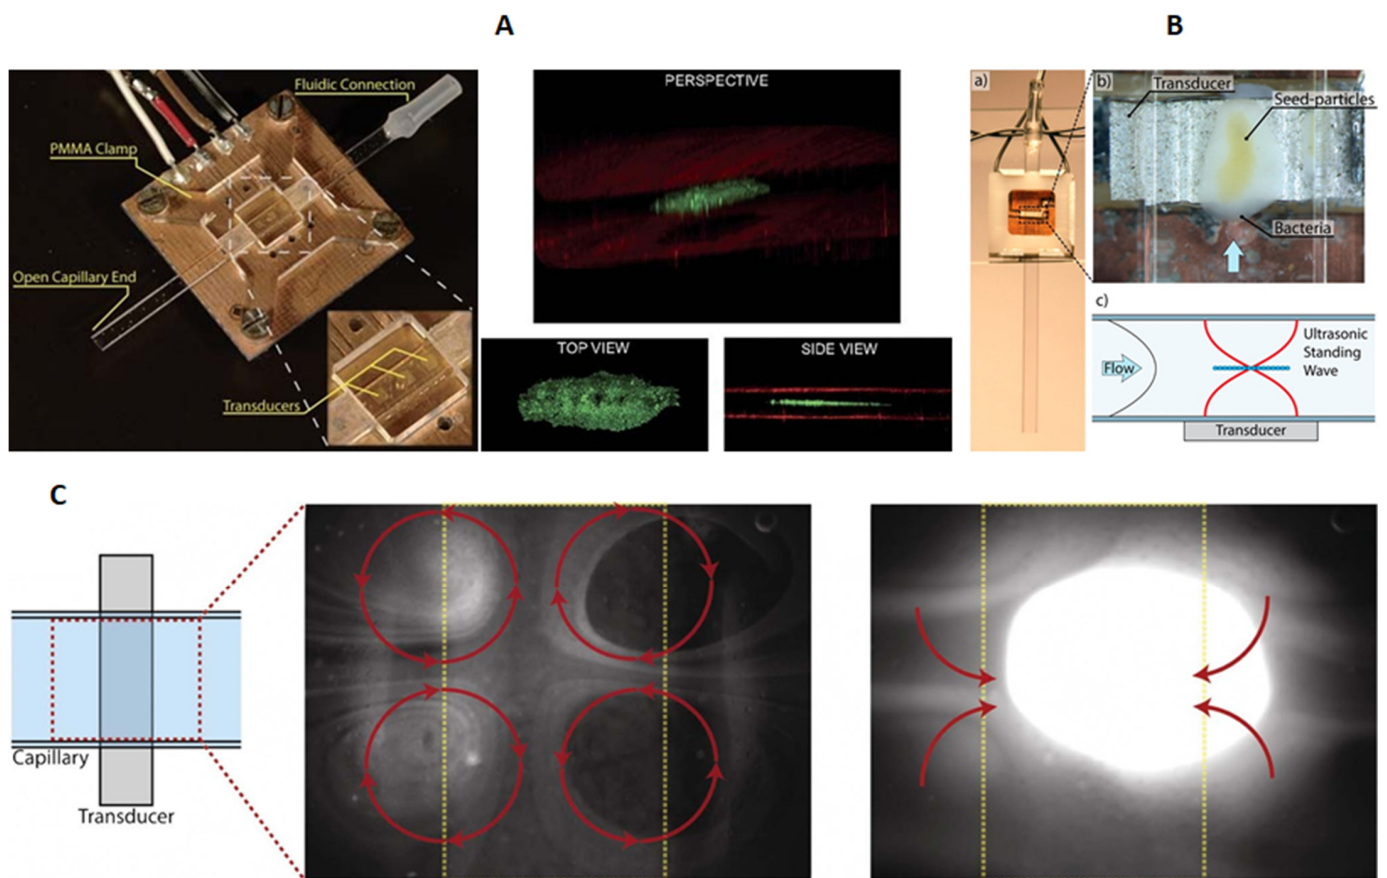 A
B
Fluidic Connection
PMMA Clamp
Open Capillary End
Transducers
PERSPECTIVE
TOP VIEW
SIDE VIEW
a)
b)
Transducer
Seed-particles
Bacteria
c)
Flow
Ultrasonic
Standing
Wave
Transducer
C
Capillary
Transducer